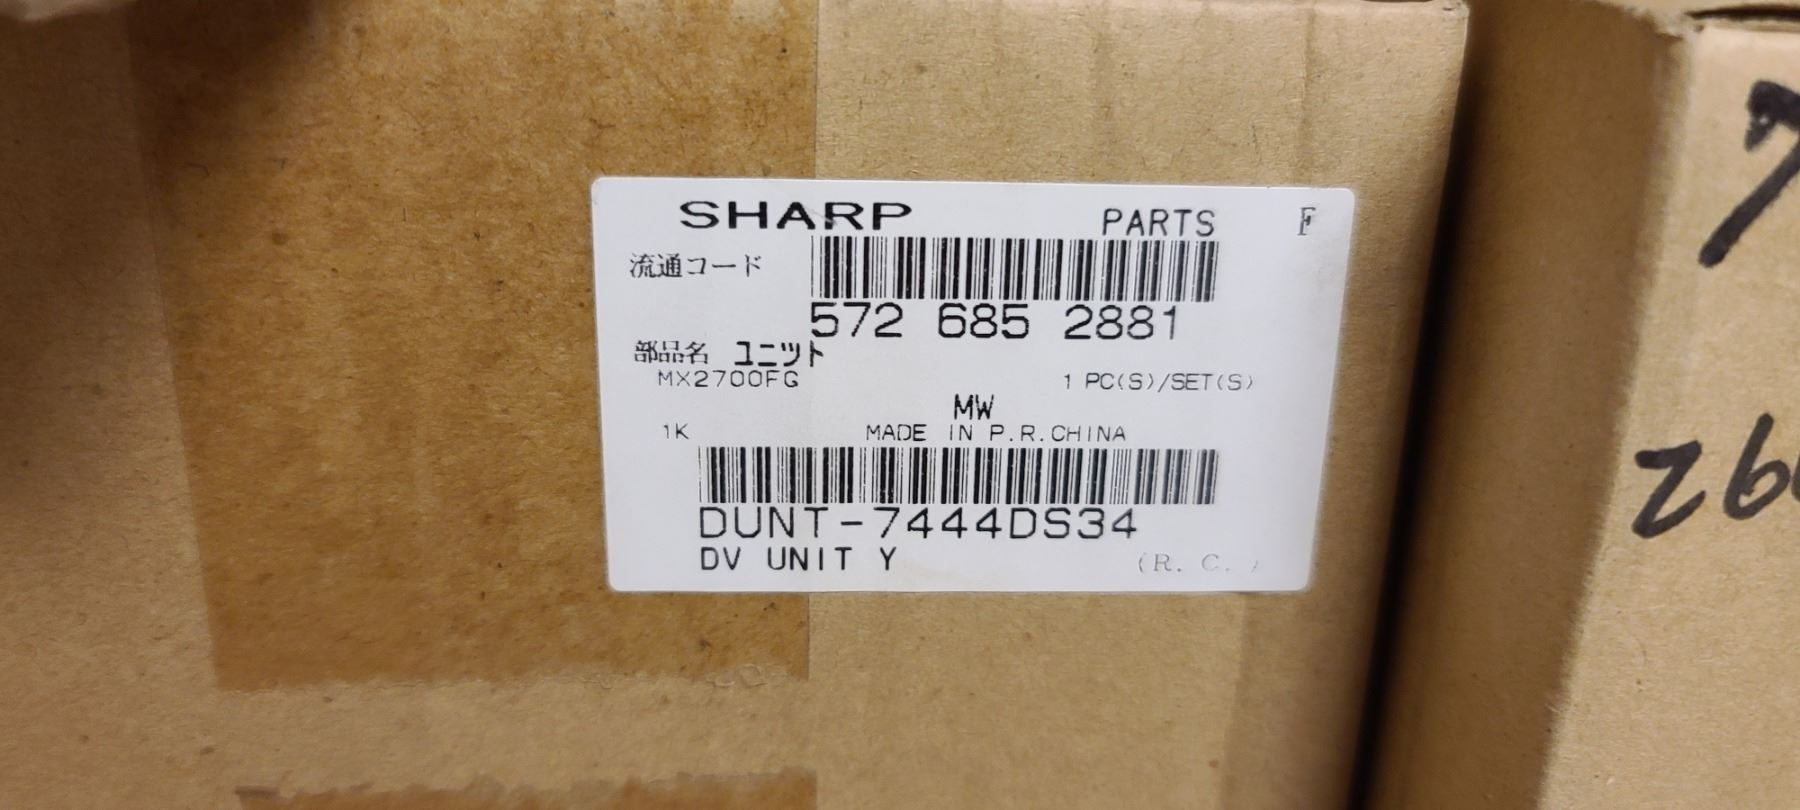 SHARP PARTS F
流通コード
572 685 2881
部品名 ユニット
MX2700FG 1 PC(S)/SET(S)
MW
1K MADE IN P.R.CHINA
DUNT-7444DS34
DV UNIT Y (R. C. )
7